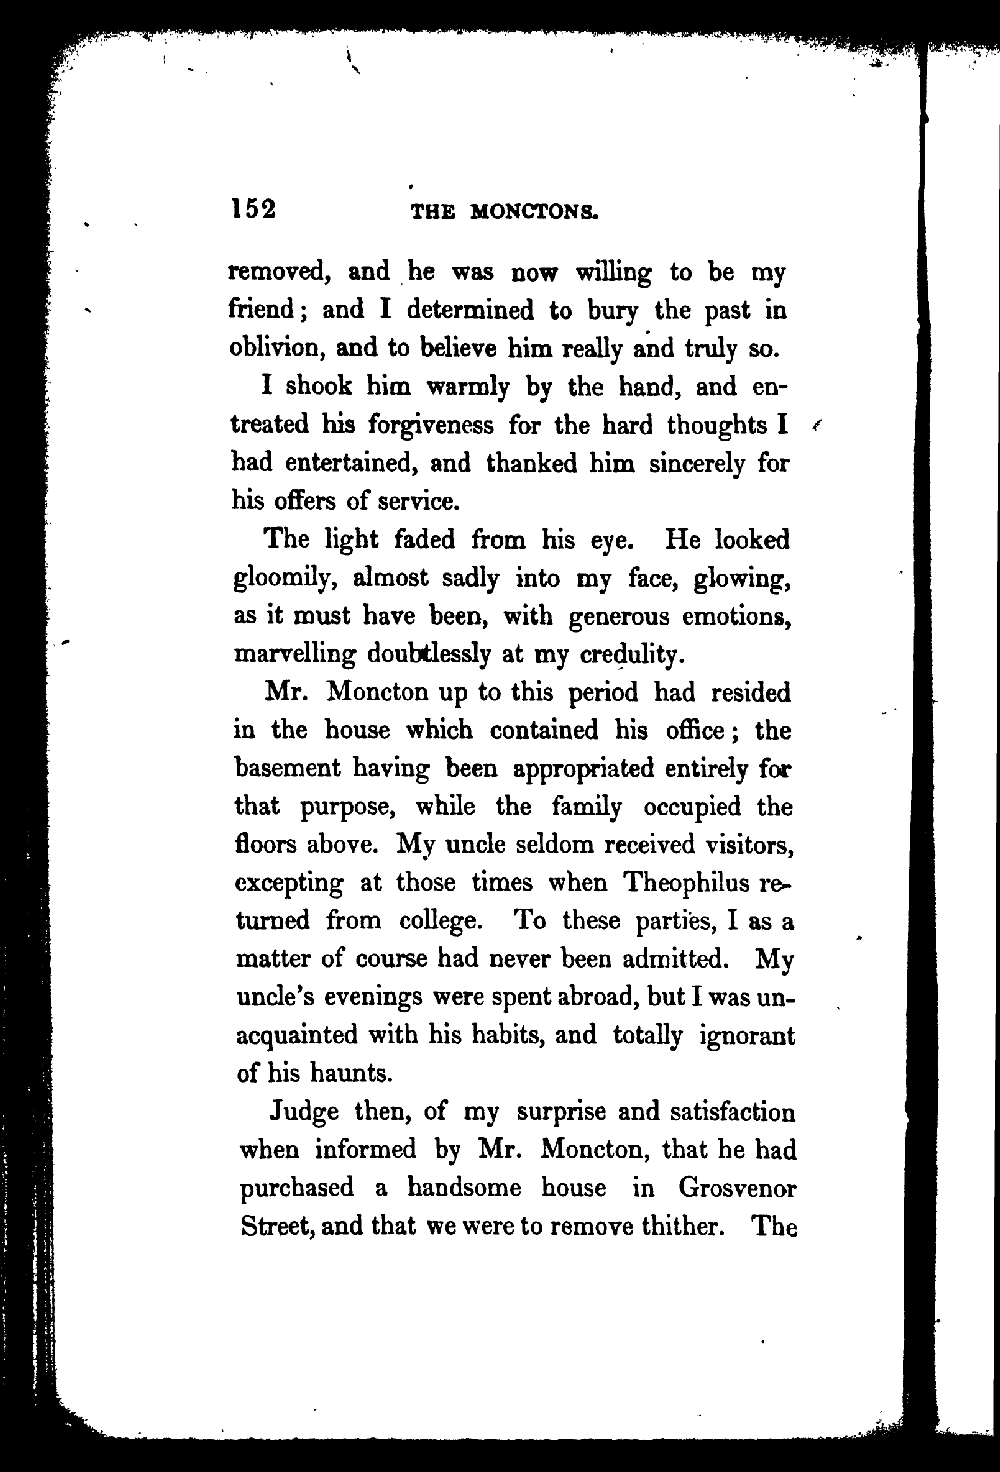 152 THE MONCTONS.
removed, and he was now willing to be my
friend; and I determined to bury the past in
oblivion, and to believe him really and truly so.
I shook him warmly by the hand, and en-
treated his forgiveness for the hard thoughts I
had entertained, and thanked him sincerely for
his offers of service.
The light faded from his eye. He looked
gloomily, almost sadly into my face, glowing,
as it must have been, with generous emotions,
marvelling doubtlessly at my credulity.
Mr. Moncton up to this period had resided
in the house which contained his office; the
basement having been appropriated entirely for
that purpose, while the family occupied the
floors above. My uncle seldom received visitors,
excepting at those times when Theophilus re-
turned from college. To these parties, I as a
matter of course had never been admitted. My
uncle's evenings were spent abroad, but I was un-
acquainted with his habits, and totally ignorant
of his haunts.
Judge then, of my surprise and satisfaction
when informed by Mr. Moncton, that he had
purchased a handsome house in Grosvenor
Street, and that we were to remove thither. The